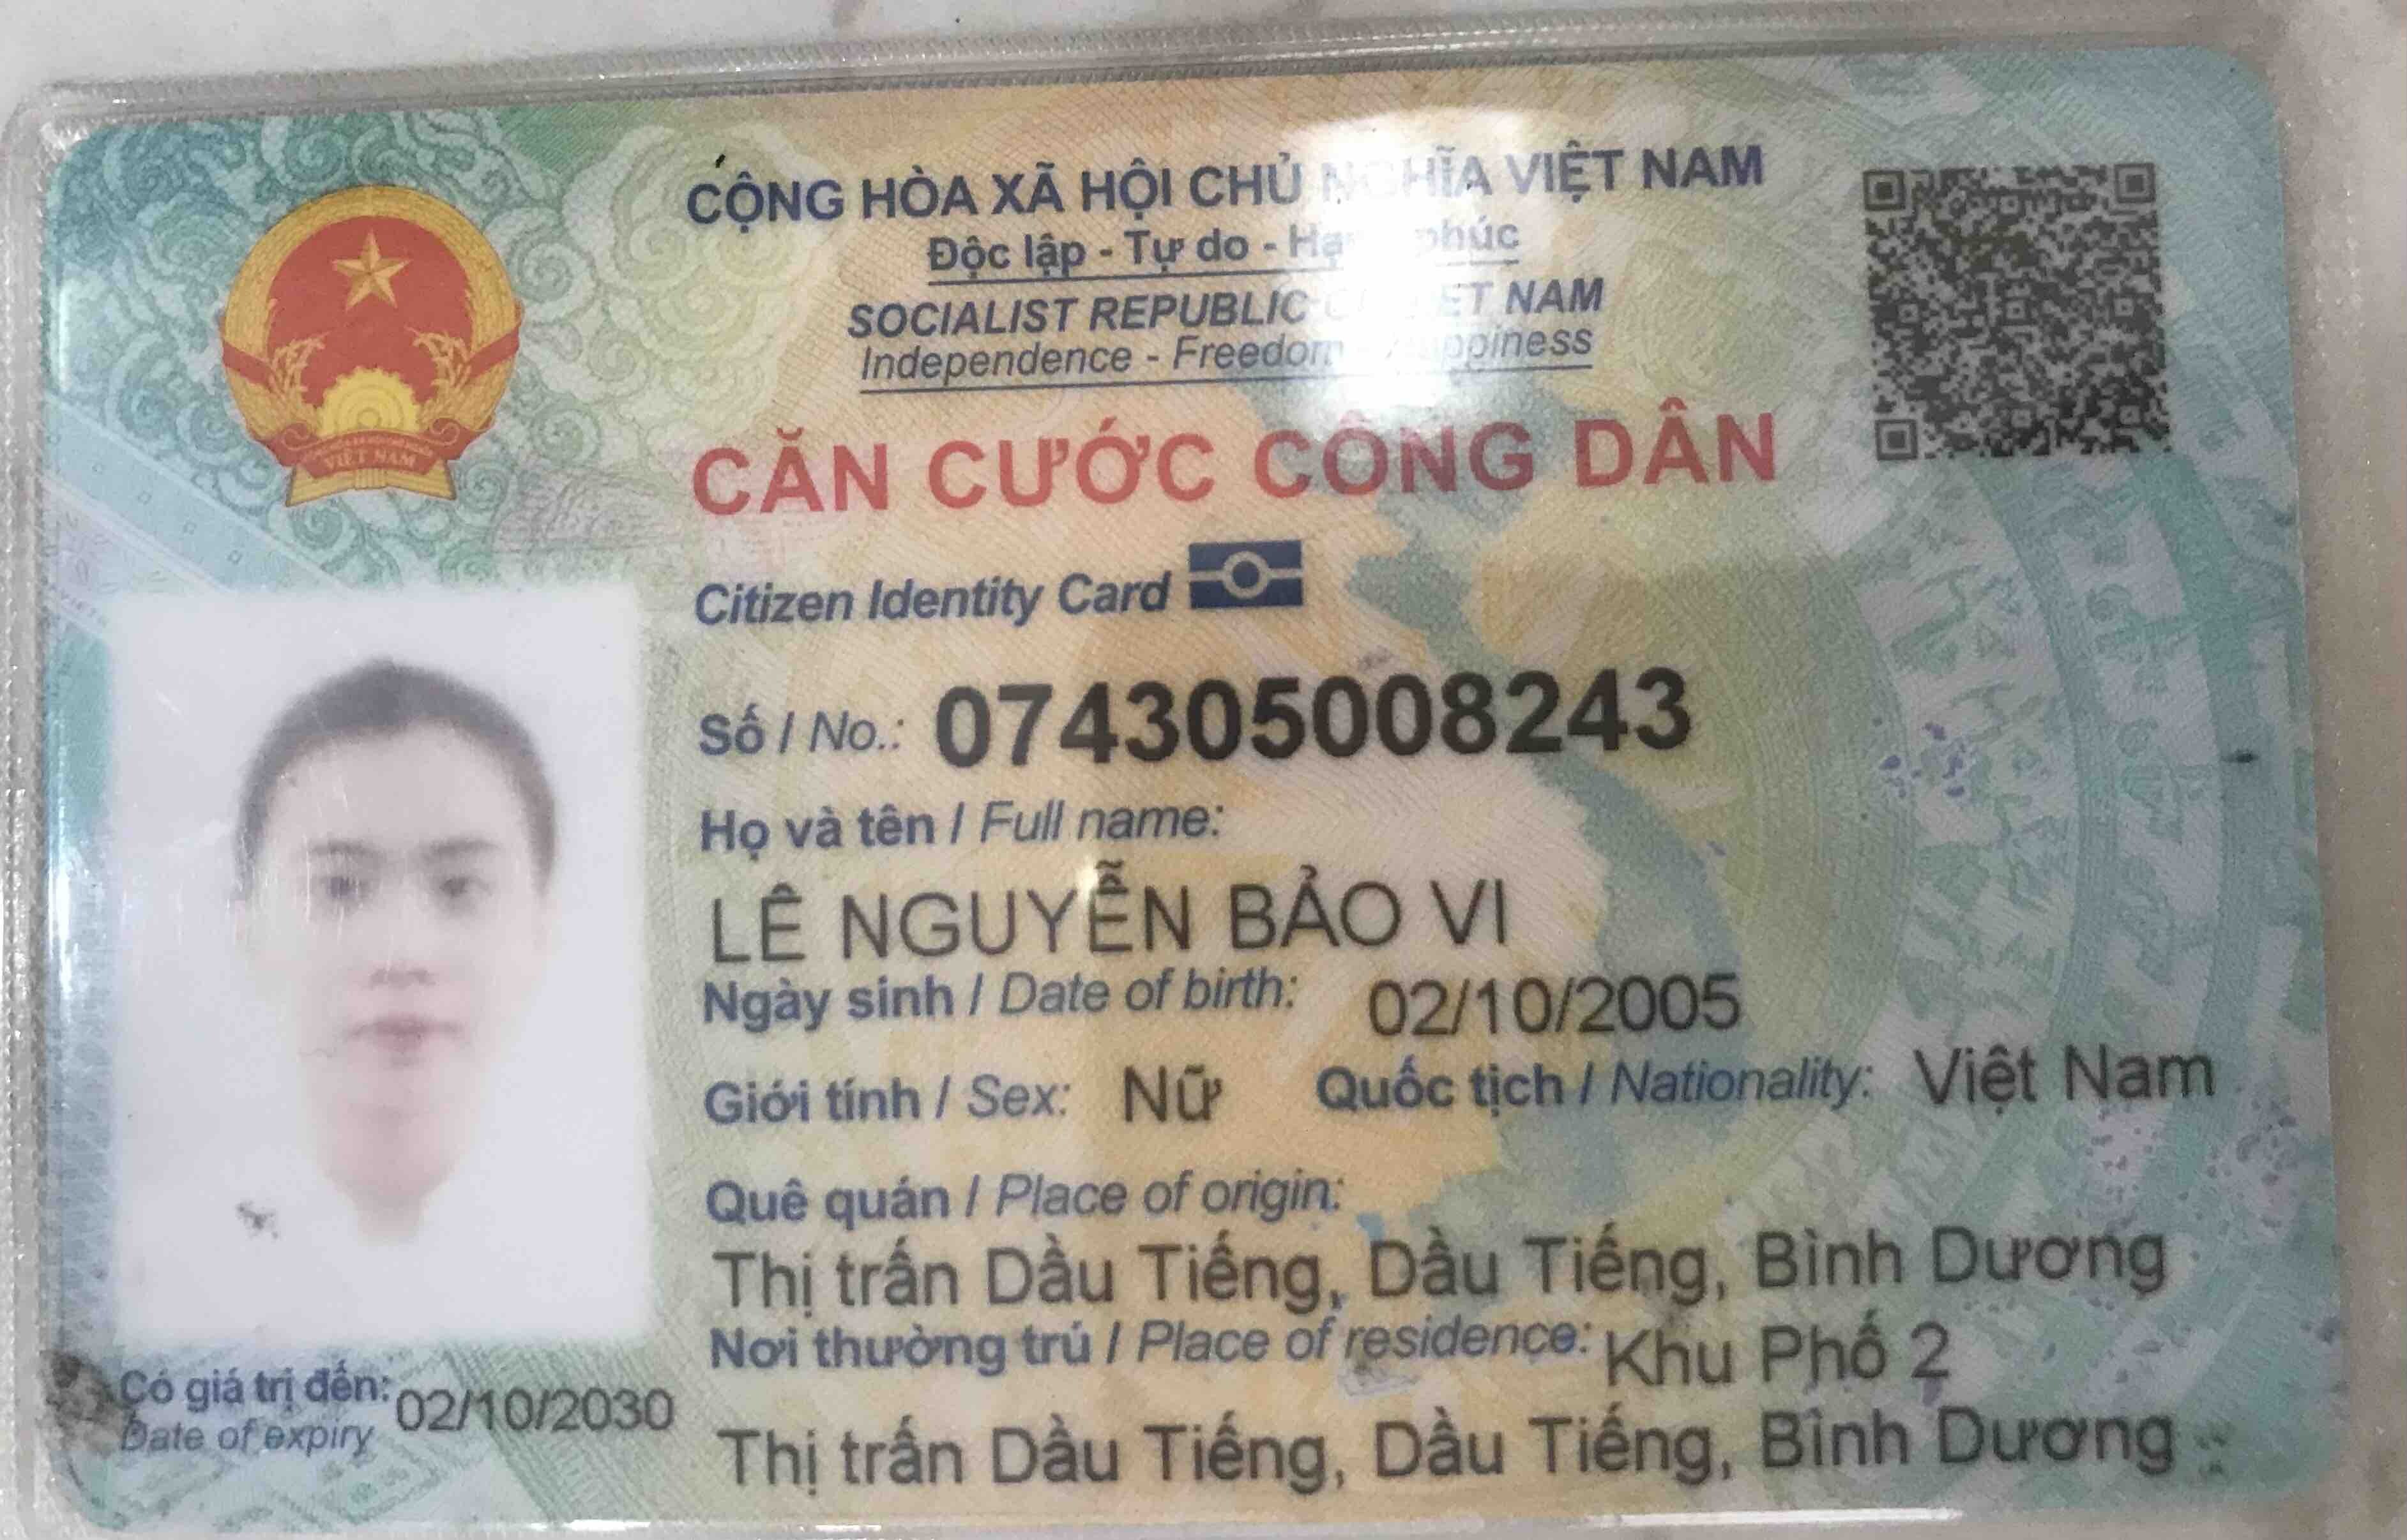 CỘNG HÒA XÃ HỘI CHỦ NGHĨA VIỆT NAM
Độc lập - Tự do - phúc
SOCIALIST REPUBLIC NAM
Independence - Freedom
CĂN CƯỚC CÔNG DÂN
Citizen Identity Card
Số / No.: 074305008243
Họ và tên / Full name:
LÊ NGUYỄN BẢO VI
Ngày sinh / Date of birth: 02/10/2005
Giới tính / Sex: Nữ Quốc tịch / Nationality: Việt Nam
Quê quán / Place of origin:
Thị trấn Dầu Tiếng, Dầu Tiếng, Bình Dương
Nơi thường trú / Place of residence: Khu Phố 2
Thị trấn Dầu Tiếng, Dầu Tiếng, Bình Dương
Có giá trị đến: 02/10/2030
Date of expiry
VIỆT NAM